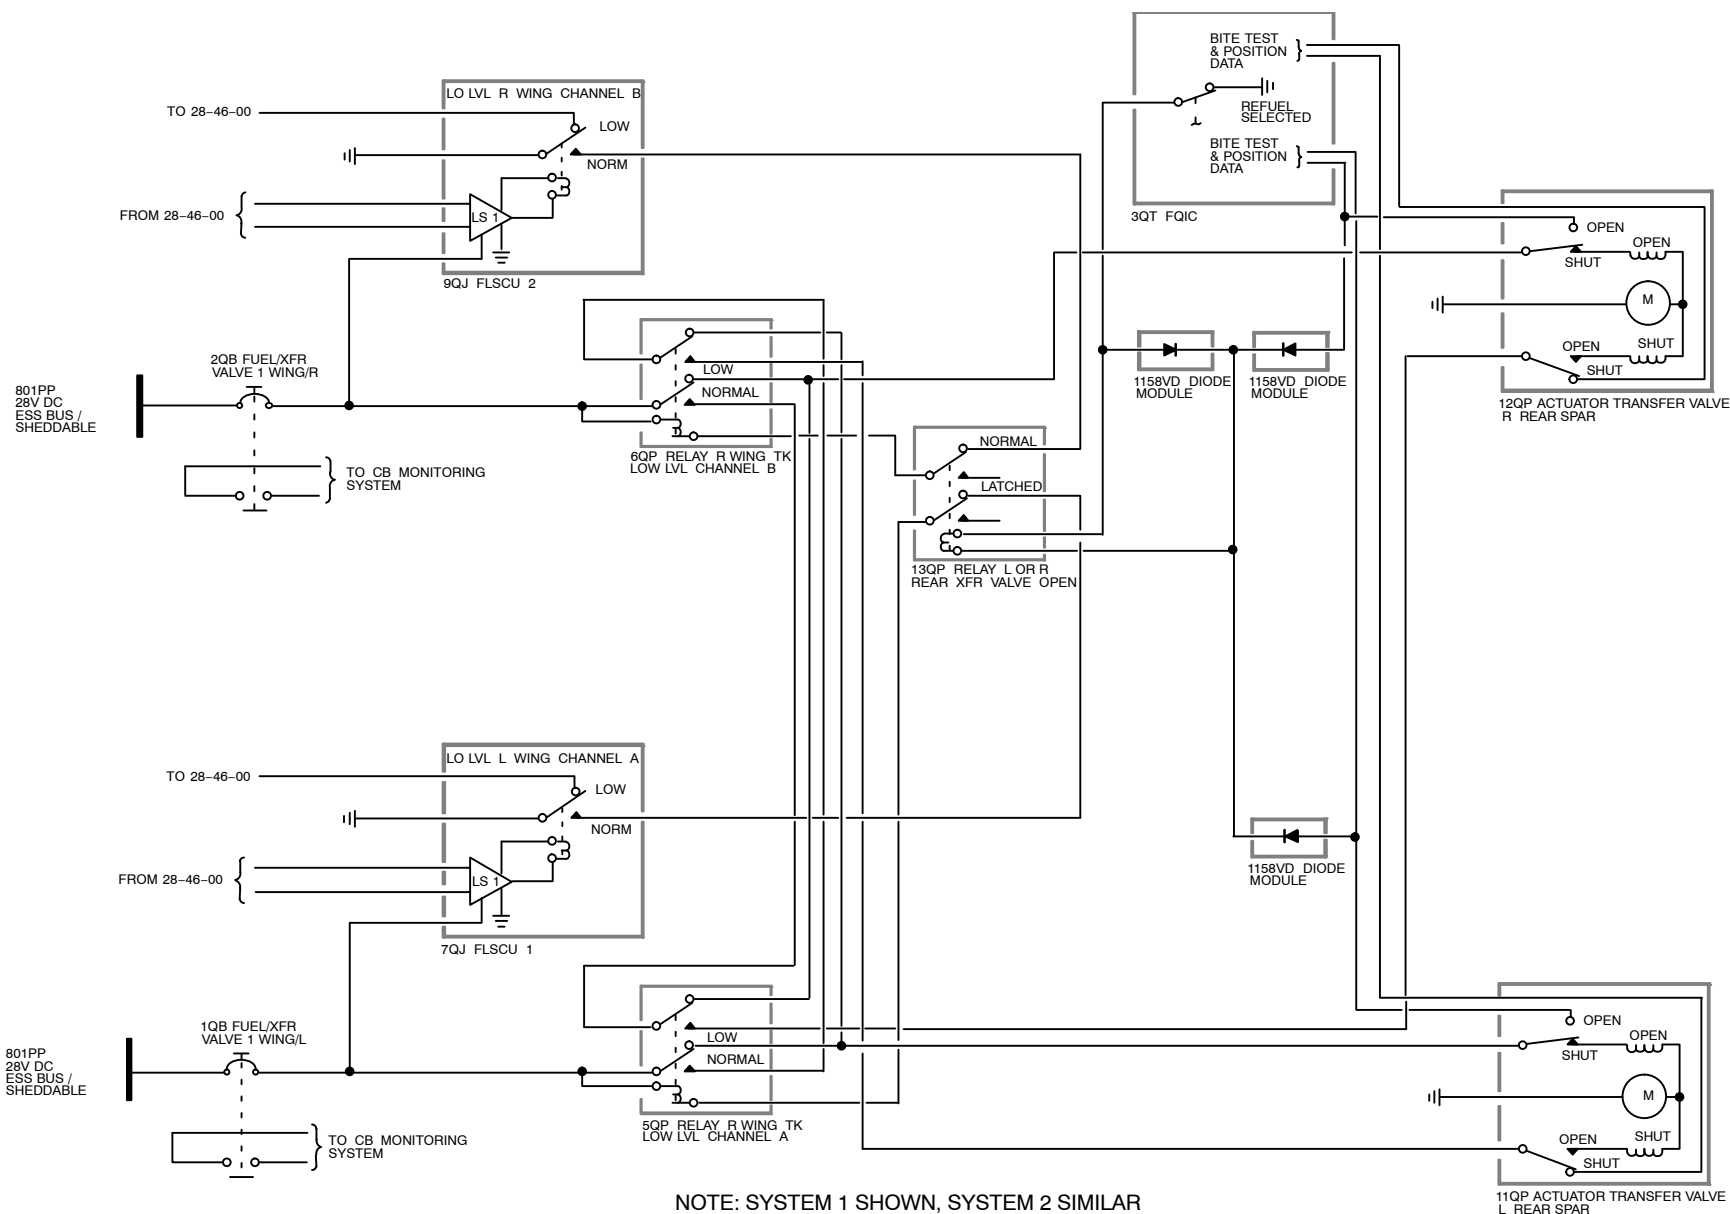 BITE TEST
& POSITION
DATA
REFUEL
SELECTED
BITE TEST
& POSITION
DATA
3QT FQIC
LO LVL R WING CHANNEL B
TO 28-46-00
LOW
NORM
FROM 28-46-00
LS 1
9QJ FLSCU 2
2QB FUEL/XFR
VALVE 1 WING/R
801PP
28V DC
ESS BUS /
SHEDDABLE
TO CB MONITORING
SYSTEM
LOW
NORMAL
6QP RELAY R WING TK
LOW LVL CHANNEL B
NORMAL
LATCHED
13QP RELAY L OR R
REAR XFR VALVE OPEN
1158VD DIODE
MODULE
1158VD DIODE
MODULE
OPEN
OPEN
SHUT
M
OPEN
SHUT
SHUT
12QP ACTUATOR TRANSFER VALVE
R REAR SPAR
LO LVL L WING CHANNEL A
TO 28-46-00
LOW
NORM
FROM 28-46-00
LS 1
7QJ FLSCU 1
1158VD DIODE
MODULE
1QB FUEL/XFR
VALVE 1 WING/L
801PP
28V DC
ESS BUS /
SHEDDABLE
TO CB MONITORING
SYSTEM
LOW
NORMAL
5QP RELAY R WING TK
LOW LVL CHANNEL A
OPEN
OPEN
SHUT
M
OPEN
SHUT
SHUT
11QP ACTUATOR TRANSFER VALVE
L REAR SPAR
NOTE: SYSTEM 1 SHOWN, SYSTEM 2 SIMILAR